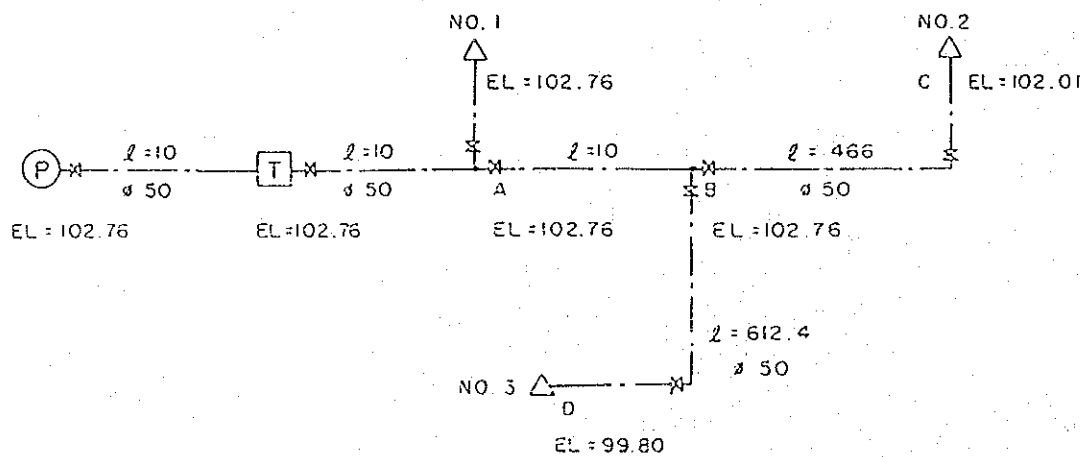 NO. 1
NO. 2
EL = 102.76
C EL = 102.01
P
ℓ = 10
ø 50
T
ℓ = 10
ø 50
A
ℓ = 10
B
ℓ = 466
ø 50
EL = 102.76
EL = 102.76
EL = 102.76
EL = 102.76
ℓ = 612.4
ø 50
NO. 3
D
EL = 99.80